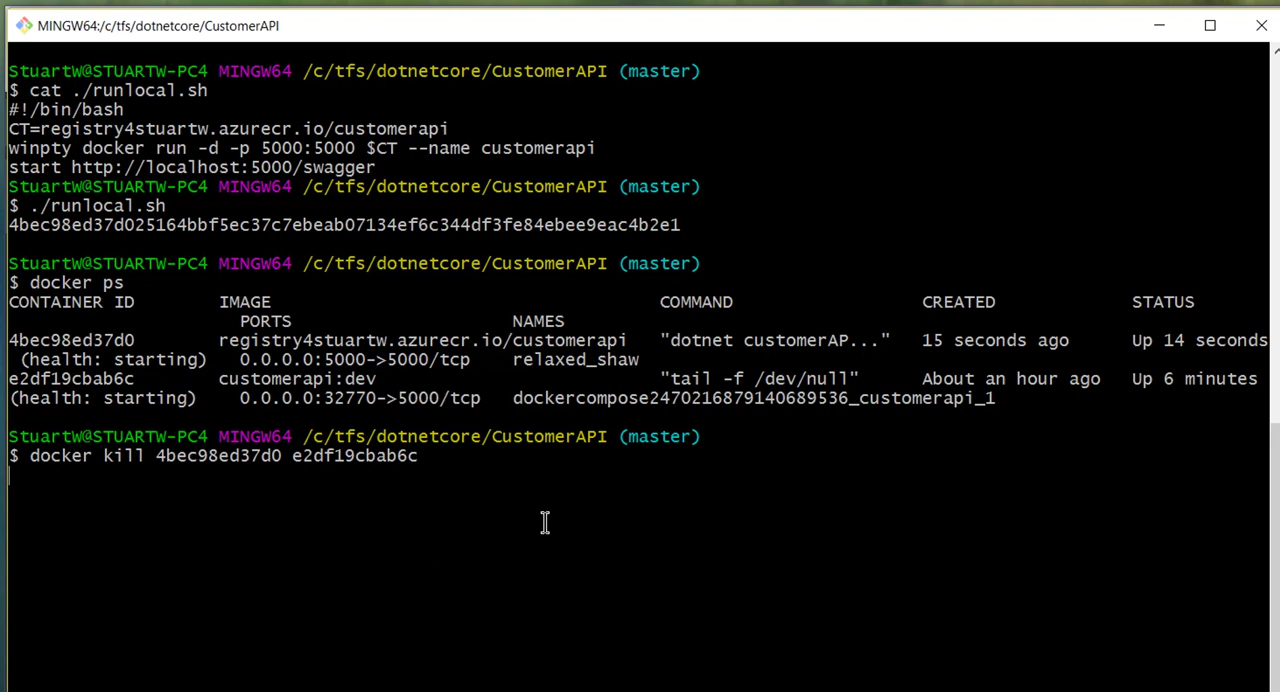 MINGW64:/c/tfs/dotnetcore/CustomerAPI
StuartW@STUARTW-PC4 MINGW64 /c/tfs/dotnetcore/CustomerAPI (master)
$ cat ./runlocal.sh
#!/bin/bash
CT=registry4stuartw.azurecr.io/customerapi
winpty docker run -d -p 5000:5000 $CT --name customerapi
start http://localhost:5000/swagger
StuartW@STUARTW-PC4 MINGW64 /c/tfs/dotnetcore/CustomerAPI (master)
$ ./runlocal.sh
4bec98ed37d025164bbf5ec37c7ebeab07134ef6c344df3fe84ebee9eac4b2e1
StuartW@STUARTW-PC4 MINGW64 /c/tfs/dotnetcore/CustomerAPI (master)
$ docker ps
CONTAINER ID IMAGE COMMAND CREATED STATUS
PORTS NAMES
4bec98ed37d0 registry4stuartw.azurecr.io/customerapi "dotnet customerAP..." 15 seconds ago Up 14 seconds
(health: starting) 0.0.0.0:5000->5000/tcp relaxed_shaw
e2df19cbab6c customerapi:dev "tail -f /dev/null" About an hour ago Up 6 minutes
(health: starting) 0.0.0.0:32770->5000/tcp dockercompose2470216879140689536_customerapi_1
StuartW@STUARTW-PC4 MINGW64 /c/tfs/dotnetcore/CustomerAPI (master)
$ docker kill 4bec98ed37d0 e2df19cbab6c